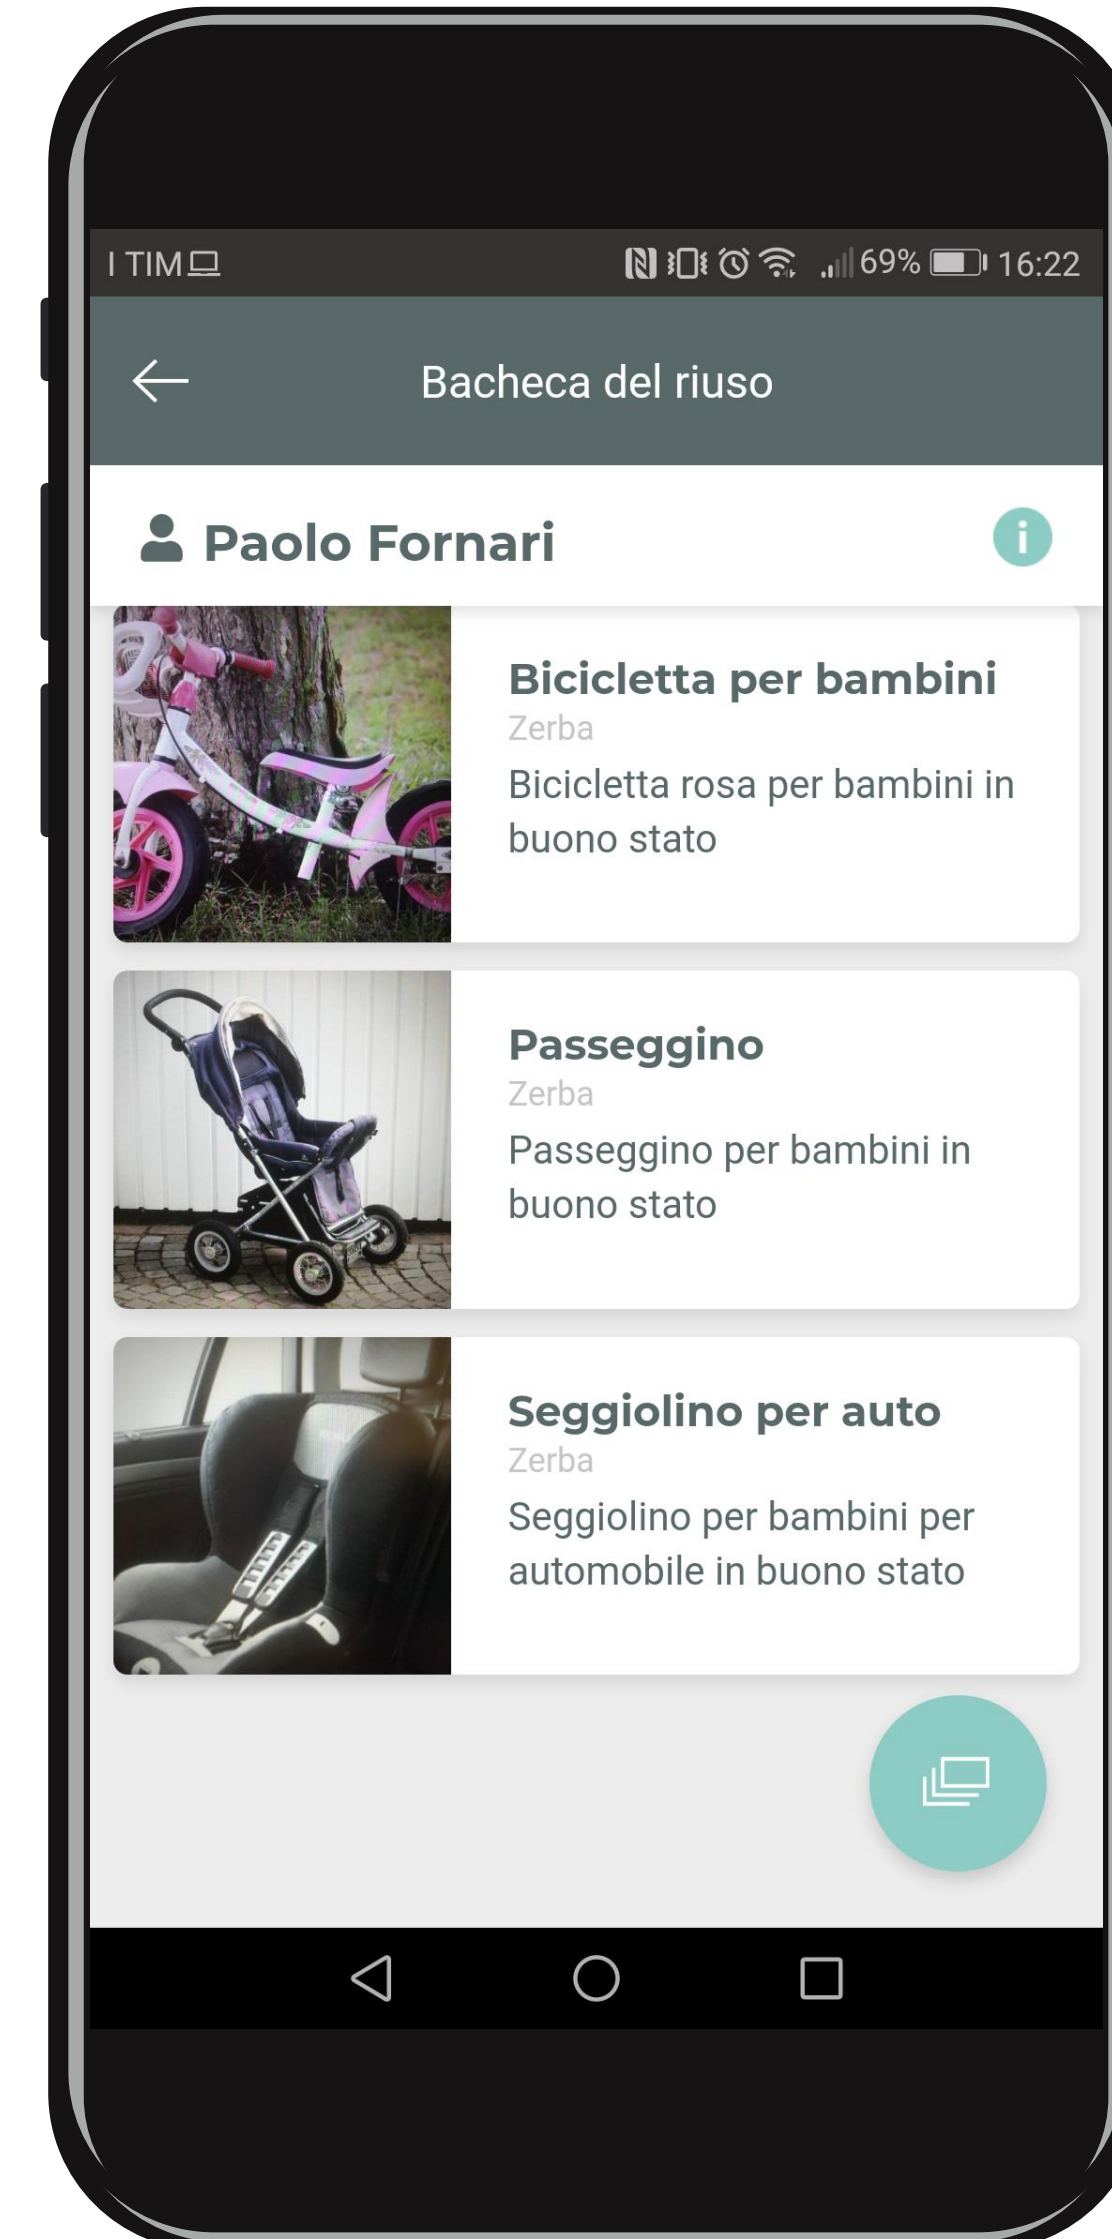 I TIM
69% 16:22
Bacheca del riuso
Paolo Fornari
i
Bicicletta per bambini
Zerba
Bicicletta rosa per bambini in
buono stato
Passeggino
Zerba
Passeggino per bambini in
buono stato
Seggiolino per auto
Zerba
Seggiolino per bambini per
automobile in buono stato